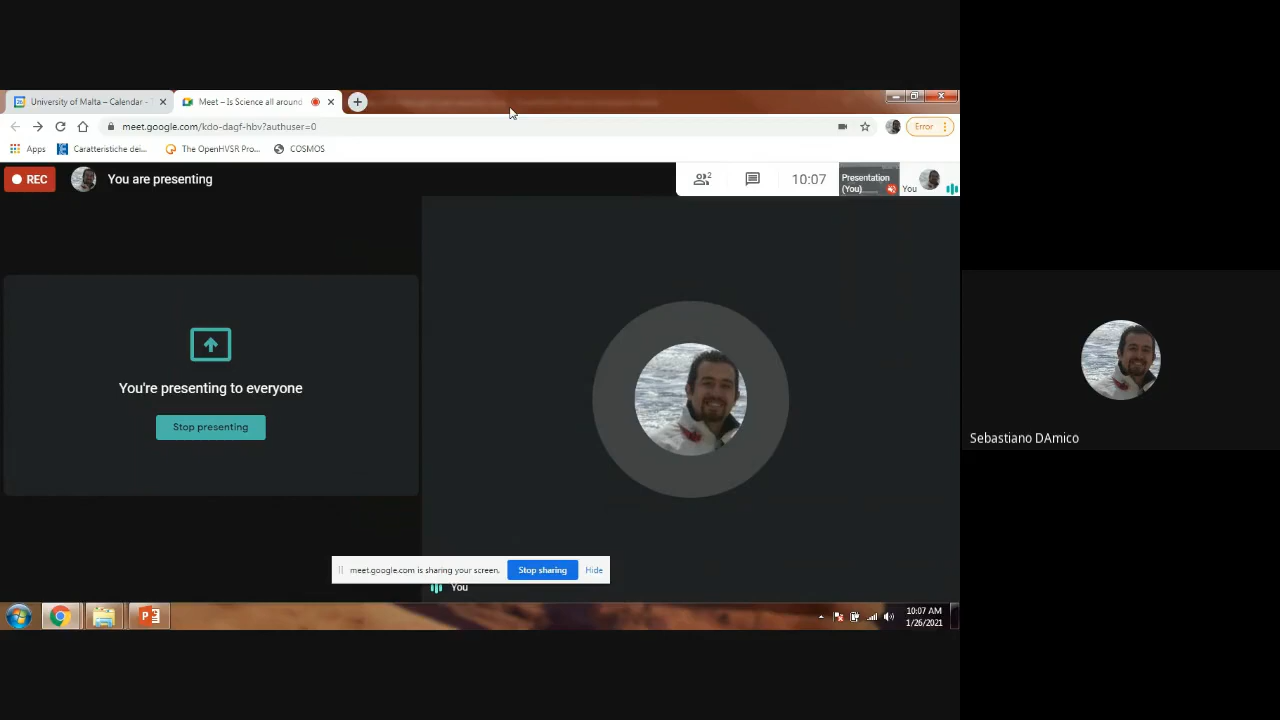 University of Malta – Calendar -
Meet – Is Science all around
meet.google.com/kdo-dagf-hbv?authuser=0
Error
Apps
Caratteristiche dei...
The OpenHVSR Pro...
COSMOS
REC
You are presenting
2
10:07
Presentation
(You)
You
You're presenting to everyone
Stop presenting
Sebastiano DAmico
meet.google.com is sharing your screen.
Stop sharing
Hide
You
10:07 AM
1/26/2021